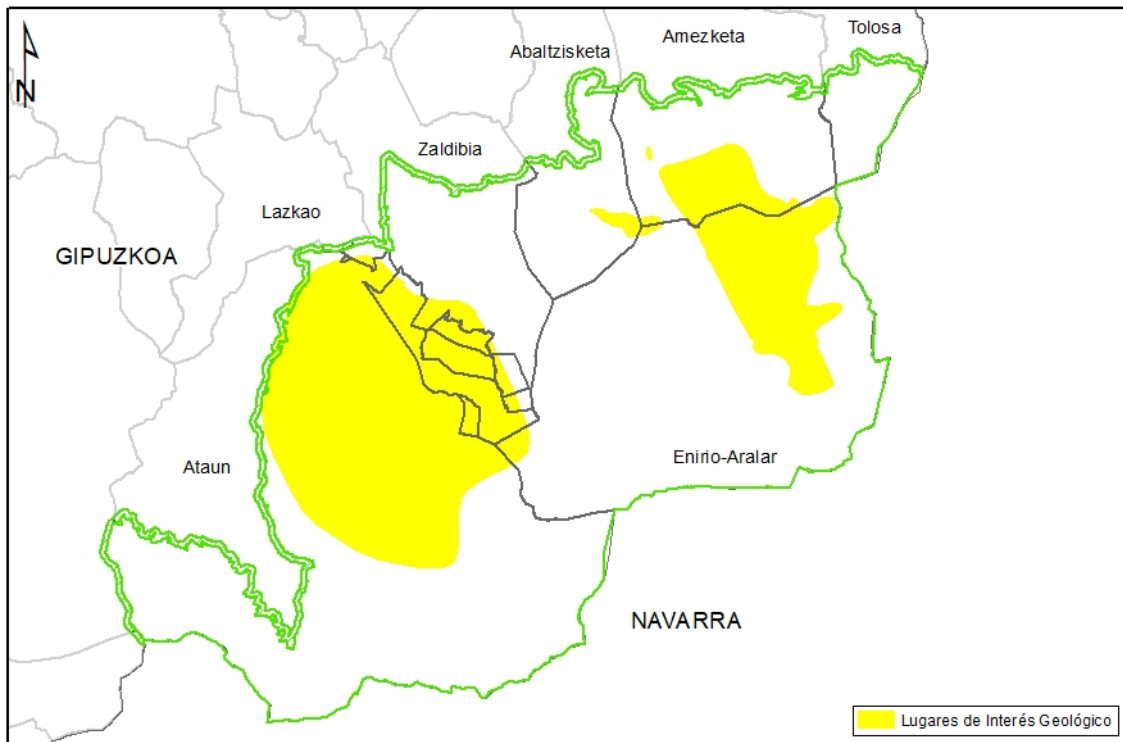 Tolosa
Amezketa
Abaltzisketa
N
Zaldibia
Lazkao
GIPUZKOA
Ataun
Enirio-Aralar
NAVARRA
Lugares de Interés Geológico